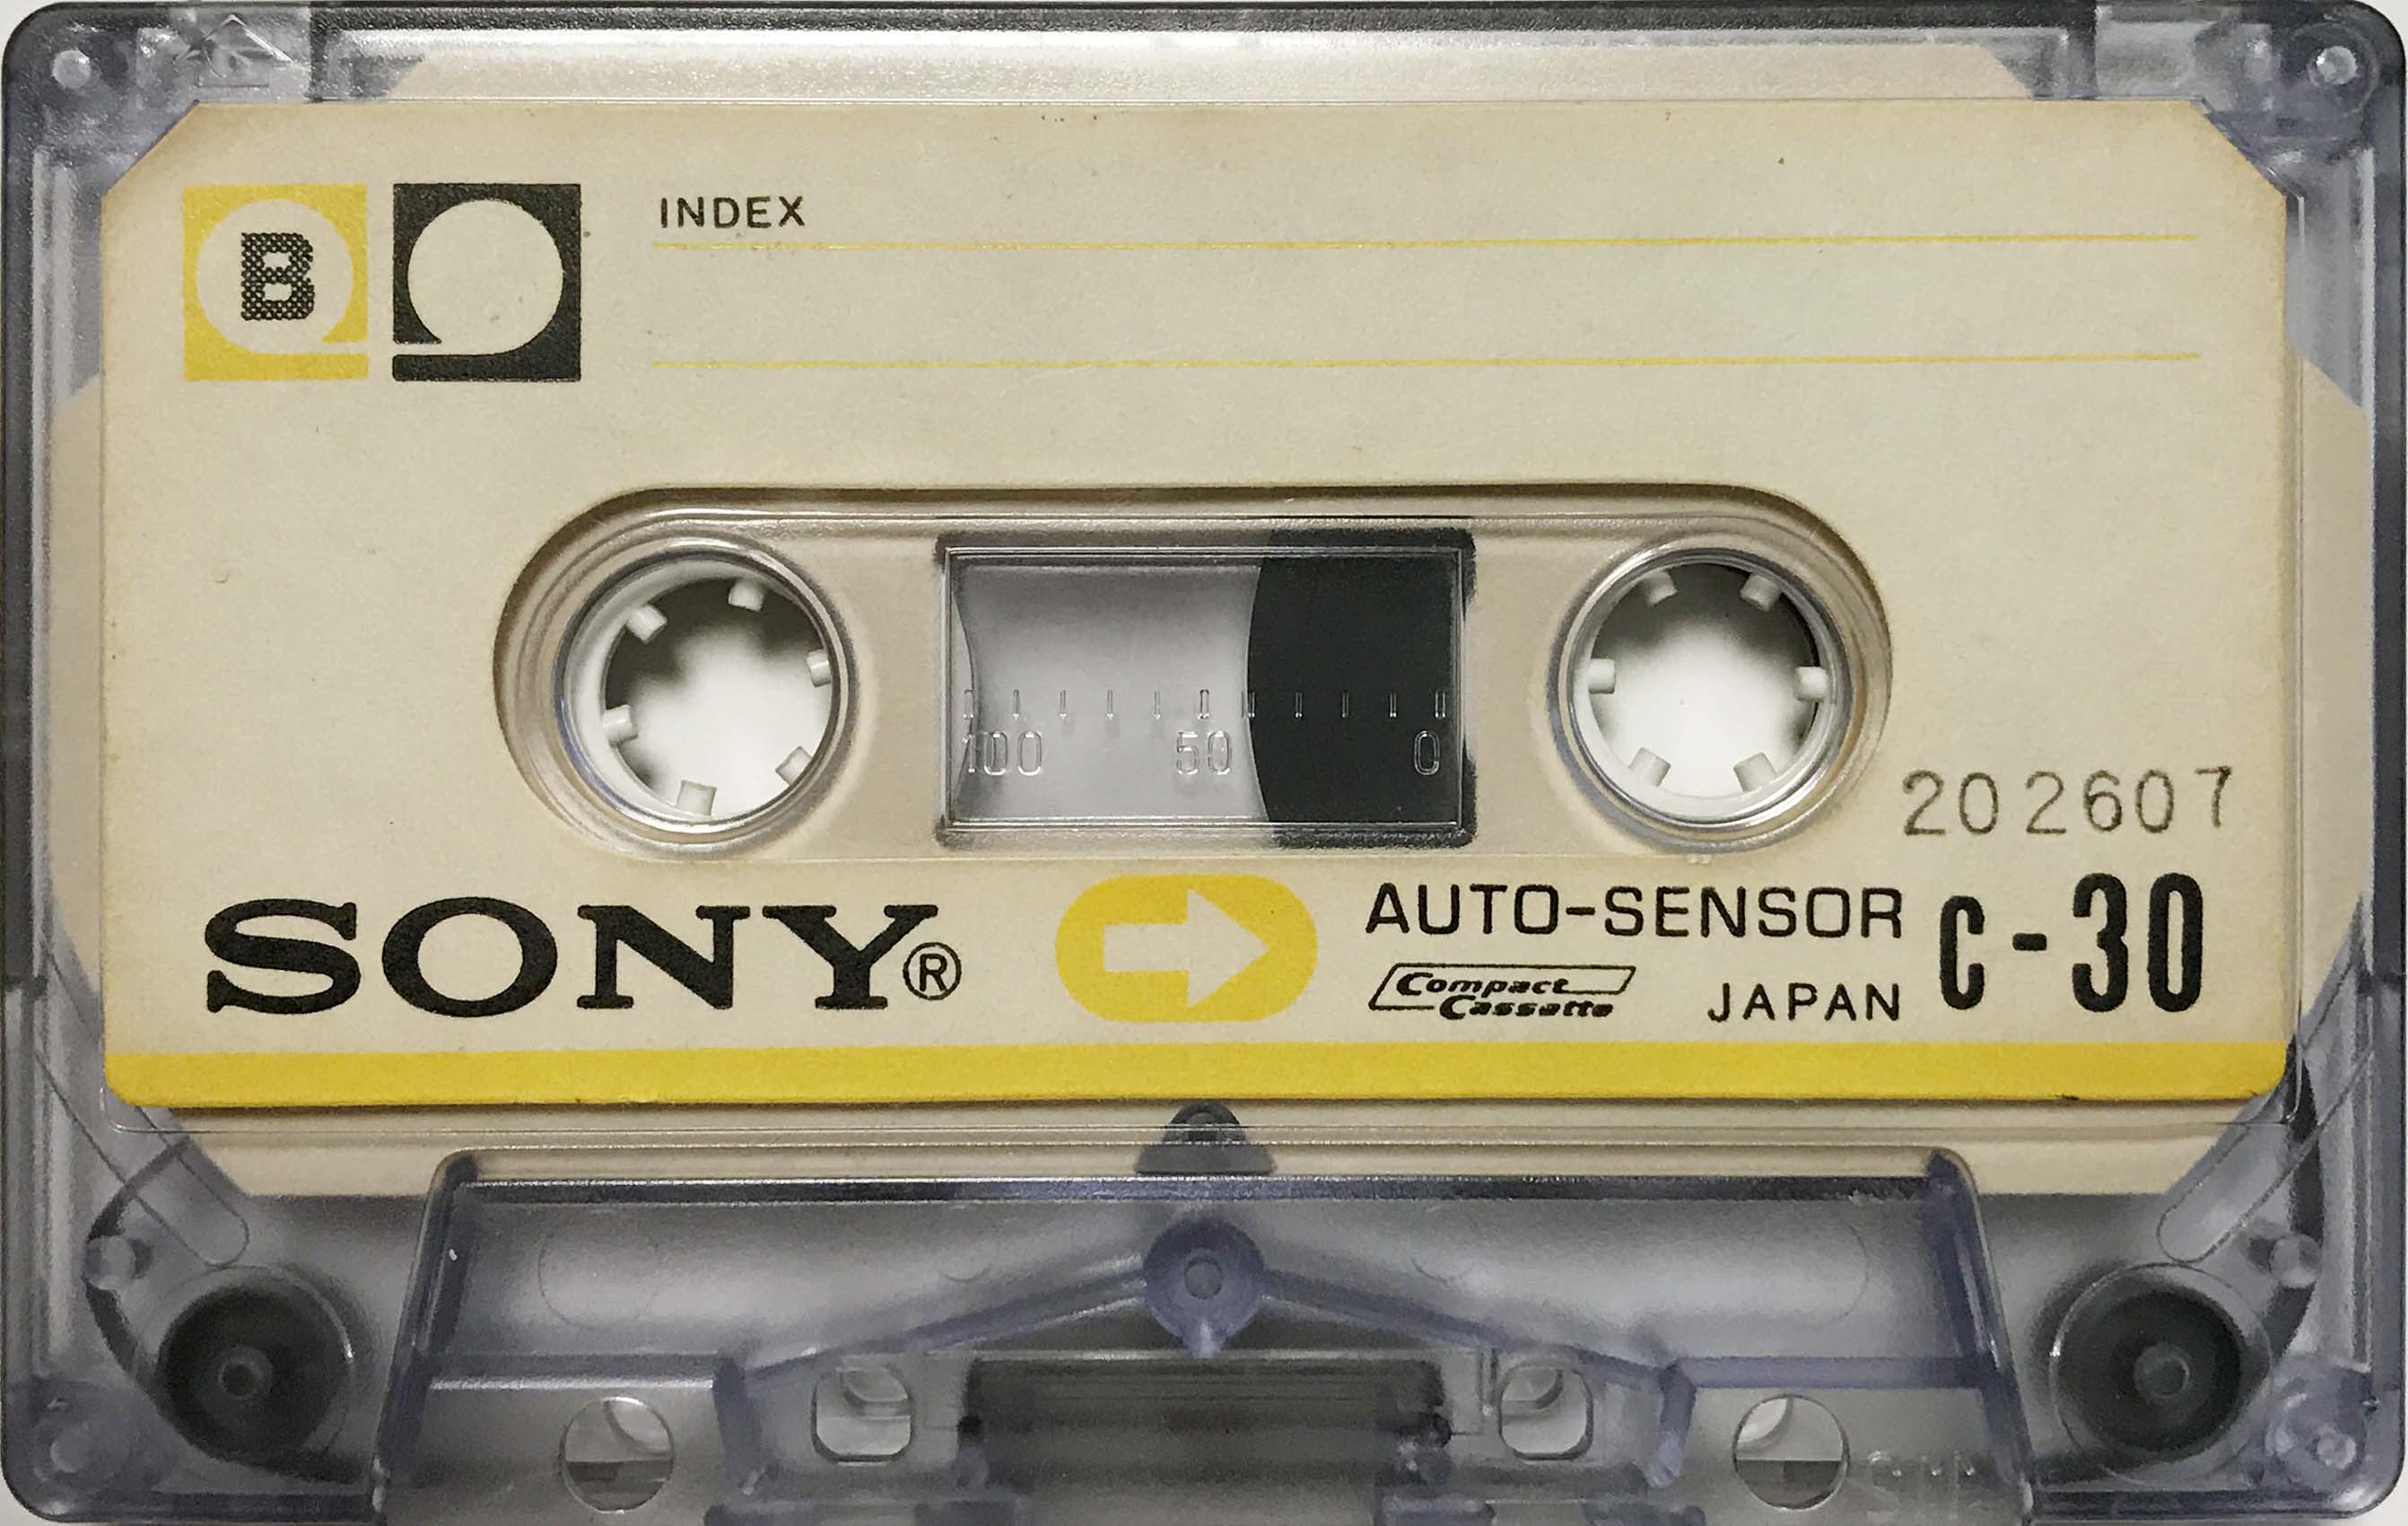 B
INDEX
100 50 0
202607
SONY®
AUTO-SENSOR C-30
Compact Cassette
JAPAN